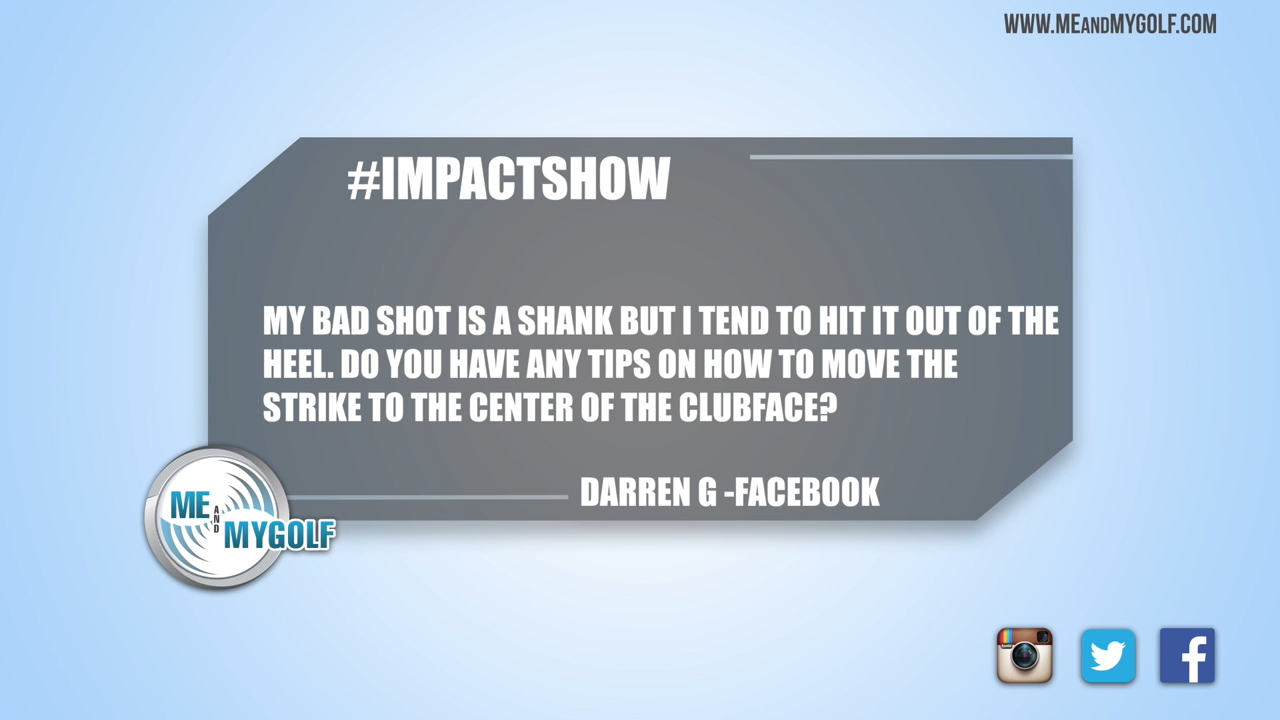 WWW.MEANDMYGOLF.COM
#IMPACTSHOW
MY BAD SHOT IS A SHANK BUT I TEND TO HIT IT OUT OF THE
HEEL. DO YOU HAVE ANY TIPS ON HOW TO MOVE THE
STRIKE TO THE CENTER OF THE CLUBFACE?
DARREN G -FACEBOOK
ME AND MYGOLF